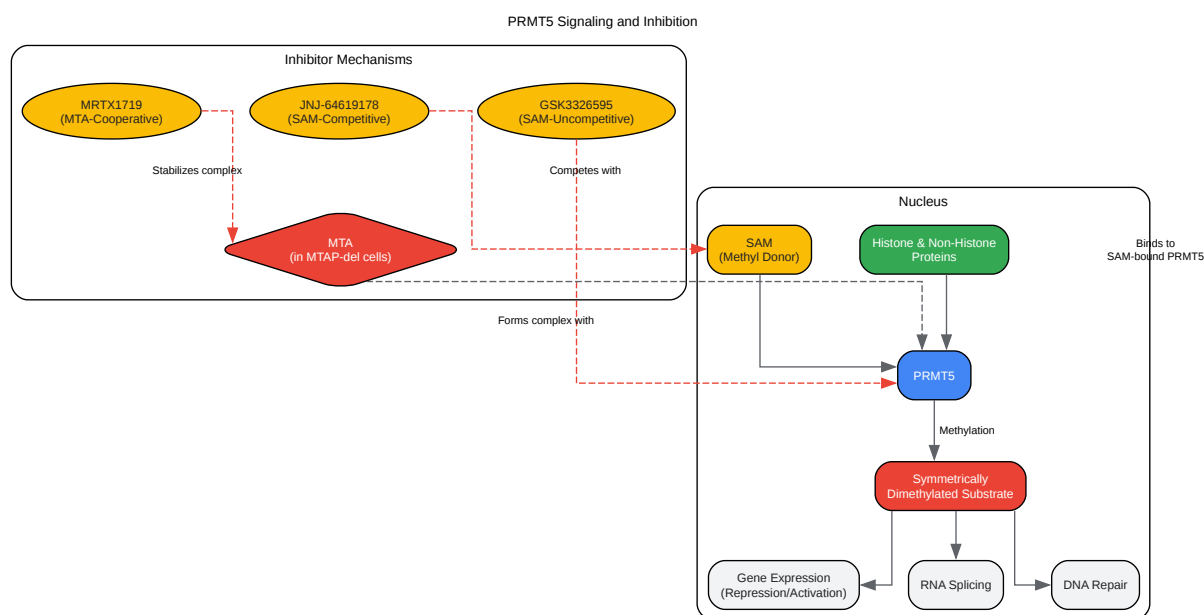 PRMT5 Signaling and Inhibition
Inhibitor Mechanisms
MRTX1719
(MTA-Cooperative)
JNJ-64619178
(SAM-Competitive)
GSK3326595
(SAM-Uncompetitive)
Stabilizes complex
Competes with
MTA
(in MTAP-del cells)
Nucleus
SAM
(Methyl Donor)
Histone & Non-Histone
Proteins
Binds to
SAM-bound PRMT5
Forms complex with
PRMT5
Methylation
Symmetrically
Dimethylated Substrate
Gene Expression
(Repression/Activation)
RNA Splicing
DNA Repair